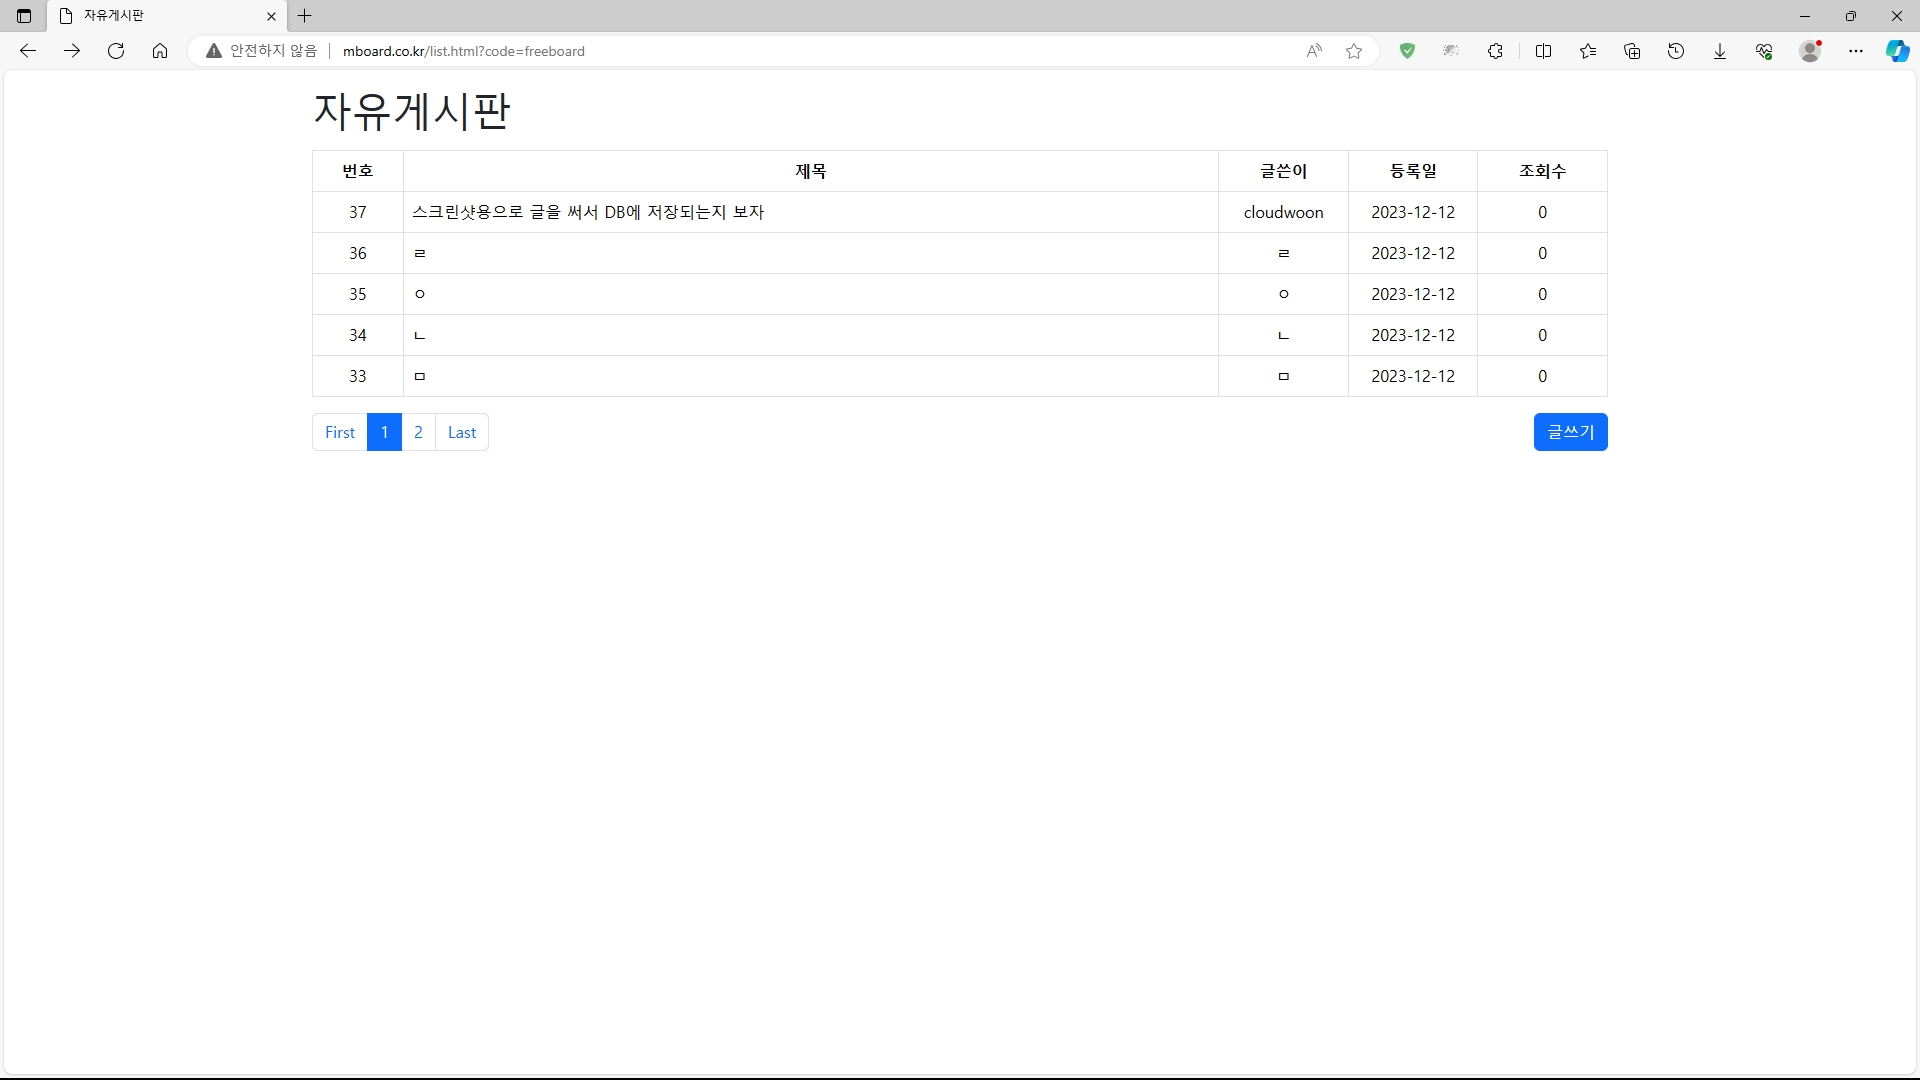 자유게시판
안전하지 않음 mboard.co.kr/list.html?code=freeboard
자유게시판
번호 제목 글쓴이 등록일 조회수
37 스크린샷용으로 글을 써서 DB에 저장되는지 보자 cloudwoon 2023-12-12 0
36 ㄹ ㄹ 2023-12-12 0
35 ㅇ ㅇ 2023-12-12 0
34 ㄴ ㄴ 2023-12-12 0
33 ㅁ ㅁ 2023-12-12 0
First 1 2 Last 글쓰기